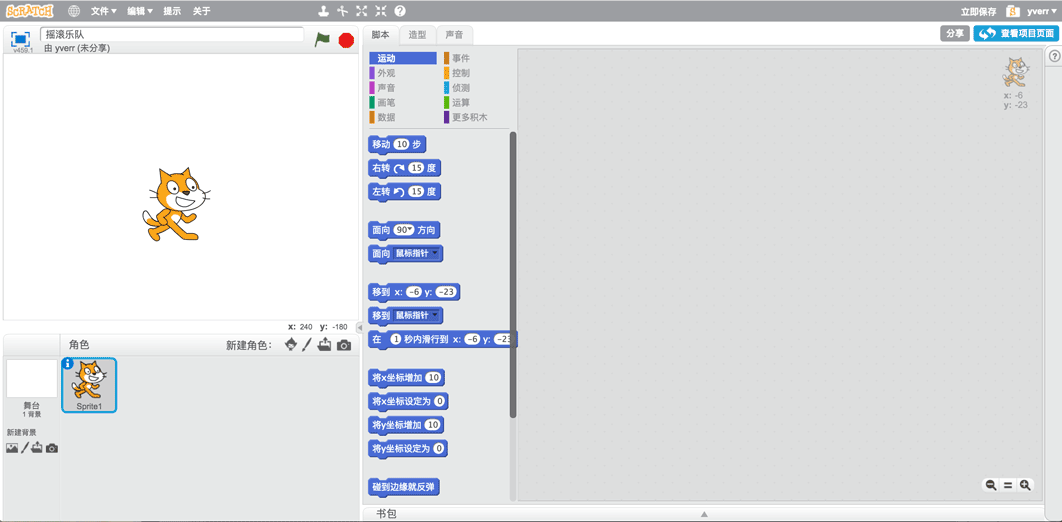 SCRATCH 文件▼ 编辑▼ 提示 关于 立即保存 yverr▼
摇滚乐队
由 yverr (未分享)
v459.1
脚本 造型 声音
分享 查看项目页面
运动 事件
外观 控制
声音 侦测
画笔 运算
数据 更多积木
x: -6
y: -23
移动 10 步
右转 15 度
左转 15 度
面向 90▼ 方向
面向 鼠标指针
移到 x: -6 y: -23
移到 鼠标指针
在 1 秒内滑行到 x: -6 y: -23
将x坐标增加 10
将x坐标设定为 0
将y坐标增加 10
将y坐标设定为 0
碰到边缘就反弹
x: 240 y: -180
角色 新建角色:
舞台
1 背景
新建背景
Sprite1
书包